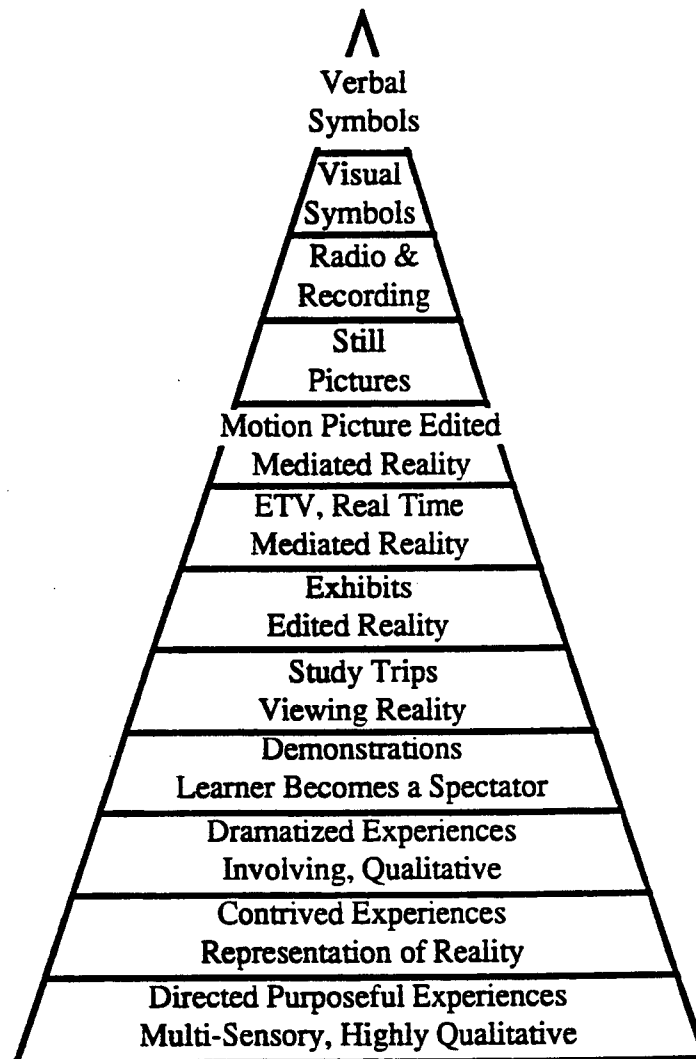 Verbal
Symbols
Visual
Symbols
Radio &
Recording
Still
Pictures
Motion Picture Edited
Mediated Reality
ETV, Real Time
Mediated Reality
Exhibits
Edited Reality
Study Trips
Viewing Reality
Demonstrations
Learner Becomes a Spectator
Dramatized Experiences
Involving, Qualitative
Contrived Experiences
Representation of Reality
Directed Purposeful Experiences
Multi-Sensory, Highly Qualitative